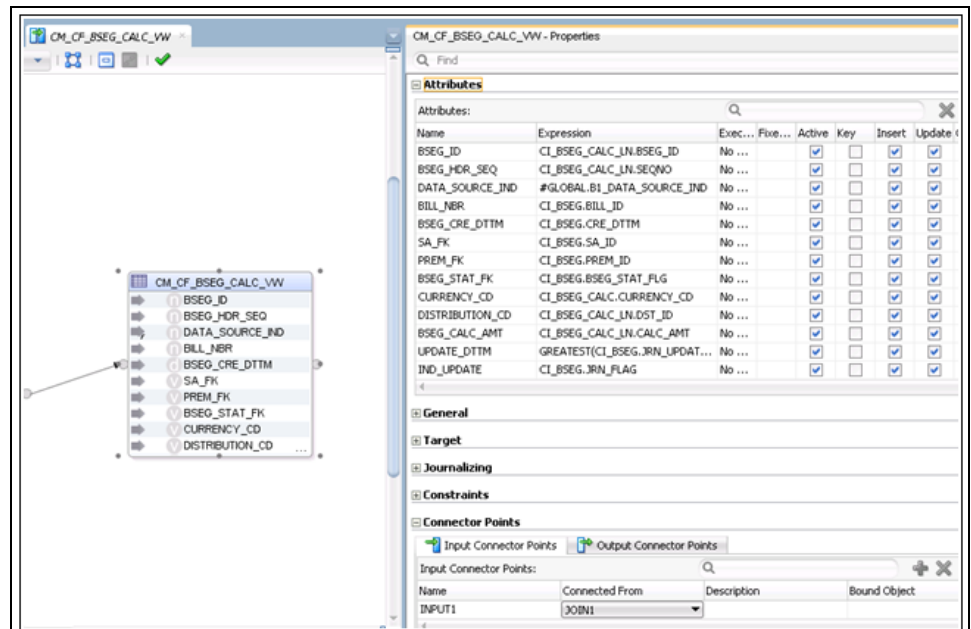 CM_CF_BSEG_CALC_VW
CM_CF_BSEG_CALC_VW
BSEG_ID
BSEG_HDR_SEQ
DATA_SOURCE_IND
BILL_NBR
BSEG_CRE_DTTM
SA_FK
PREM_FK
BSEG_STAT_FK
CURRENCY_CD
DISTRIBUTION_CD ...
CM_CF_BSEG_CALC_VW - Properties
Find
Attributes
Attributes:
Name Expression Exec... Fixe... Active Key Insert Update
BSEG_ID CI_BSEG_CALC_LN.BSEG_ID No ...
BSEG_HDR_SEQ CI_BSEG_CALC_LN.SEQNO No ...
DATA_SOURCE_IND #GLOBAL.B1_DATA_SOURCE_IND No ...
BILL_NBR CI_BSEG.BILL_ID No ...
BSEG_CRE_DTTM CI_BSEG.CRE_DTTM No ...
SA_FK CI_BSEG.SA_ID No ...
PREM_FK CI_BSEG.PREM_ID No ...
BSEG_STAT_FK CI_BSEG.BSEG_STAT_FLG No ...
CURRENCY_CD CI_BSEG_CALC.CURRENCY_CD No ...
DISTRIBUTION_CD CI_BSEG_CALC_LN.DST_ID No ...
BSEG_CALC_AMT CI_BSEG_CALC_LN.CALC_AMT No ...
UPDATE_DTTM GREATEST(CI_BSEG.JRN_UPDAT... No ...
IND_UPDATE CI_BSEG.JRN_FLAG No ...
General
Target
Journalizing
Constraints
Connector Points
Input Connector Points Output Connector Points
Input Connector Points:
Name Connected From Description Bound Object
INPUT1 JOIN1